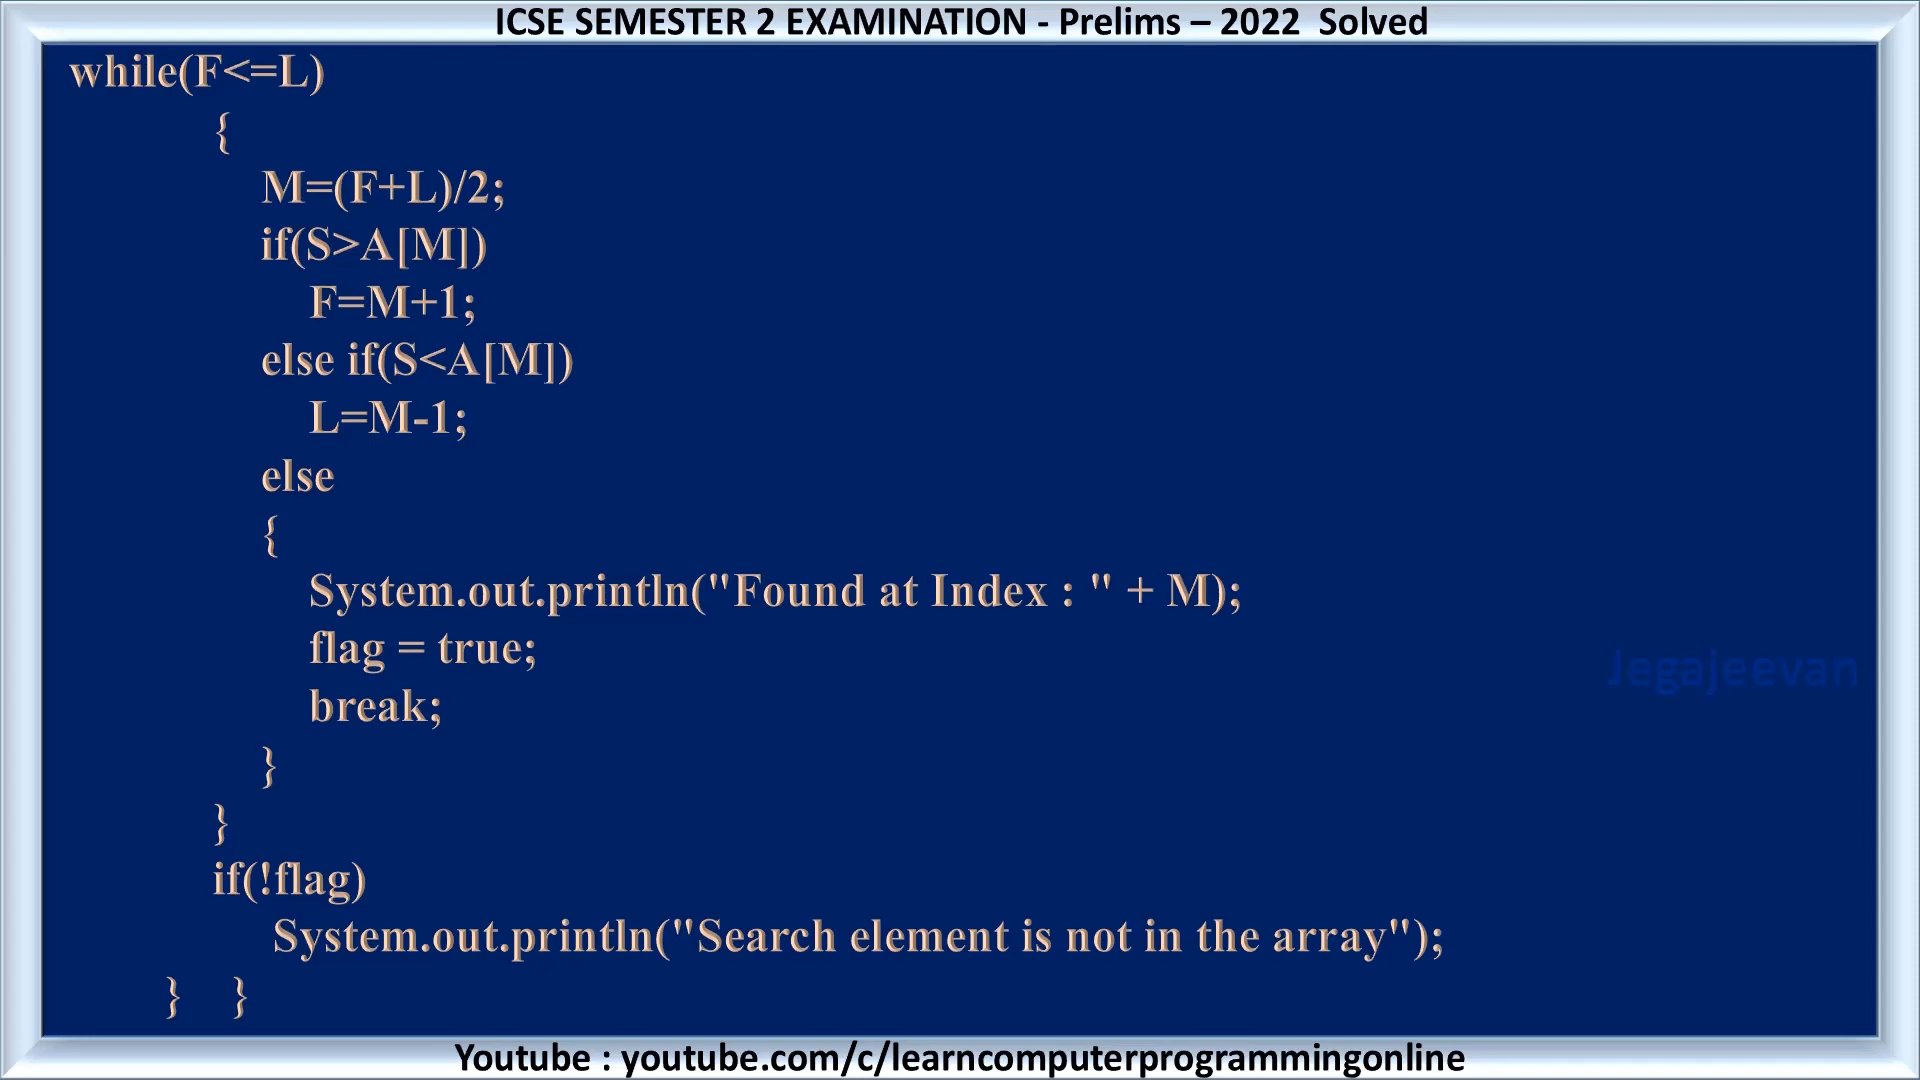 ICSE SEMESTER 2 EXAMINATION - Prelims – 2022 Solved
while(F<=L)
{
M=(F+L)/2;
if(S>A[M])
F=M+1;
else if(S<A[M])
L=M-1;
else
{
System.out.println("Found at Index : " + M);
flag = true;
break;
}
}
if(!flag)
System.out.println("Search element is not in the array");
} }
Jegajeevan
Youtube : youtube.com/c/learncomputerprogrammingonline